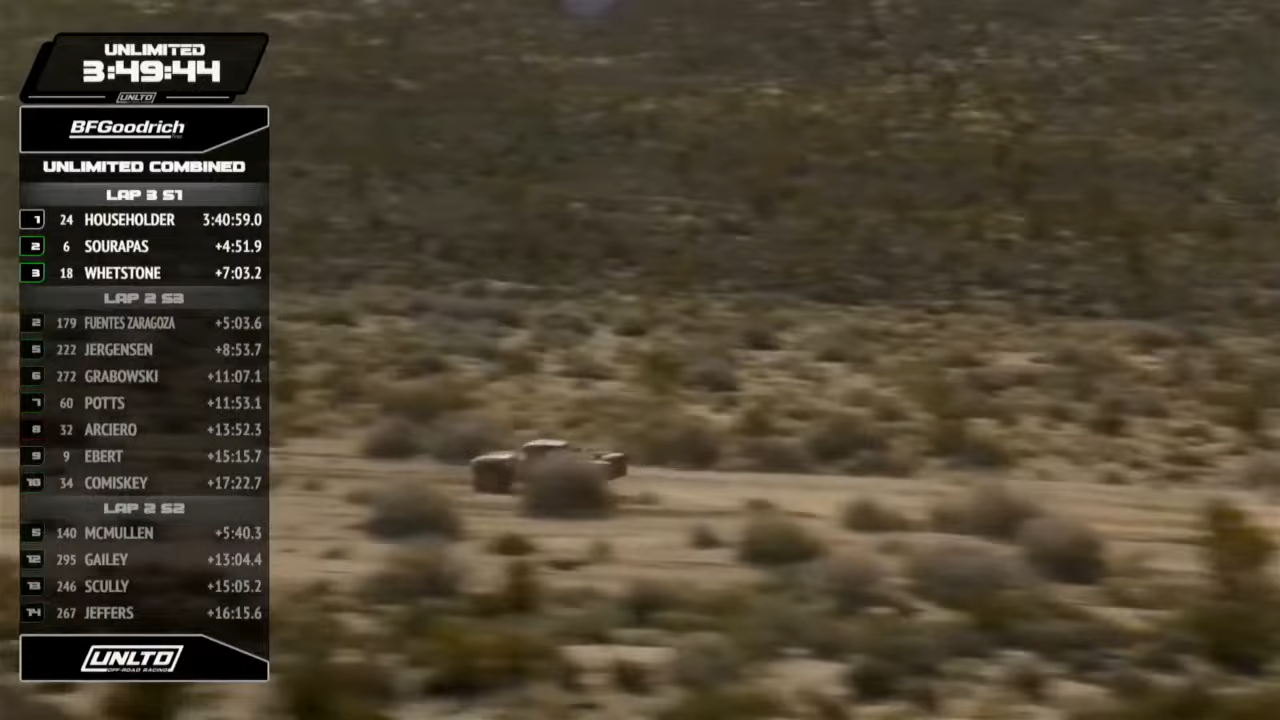 UNLIMITED
3:49:44
UNLTD
BFGoodrich
UNLIMITED COMBINED
LAP 3 S1
1 24 HOUSEHOLDER 3:40:59.0
2 6 SOURAPAS +4:51.9
3 18 WHETSTONE +7:03.2
LAP 2 S3
2 179 FUENTES ZARAGOZA +5:03.6
5 222 JERGENSEN +8:53.7
6 272 GRABOWSKI +11:07.1
7 60 POTTS +11:53.1
8 32 ARCIERO +13:52.3
9 9 EBERT +15:15.7
10 34 COMISKEY +17:22.7
LAP 2 S2
5 140 MCMULLEN +5:40.3
12 295 GAILEY +13:04.4
13 246 SCULLY +15:05.2
14 267 JEFFERS +16:15.6
UNLTD
OFF-ROAD RACING